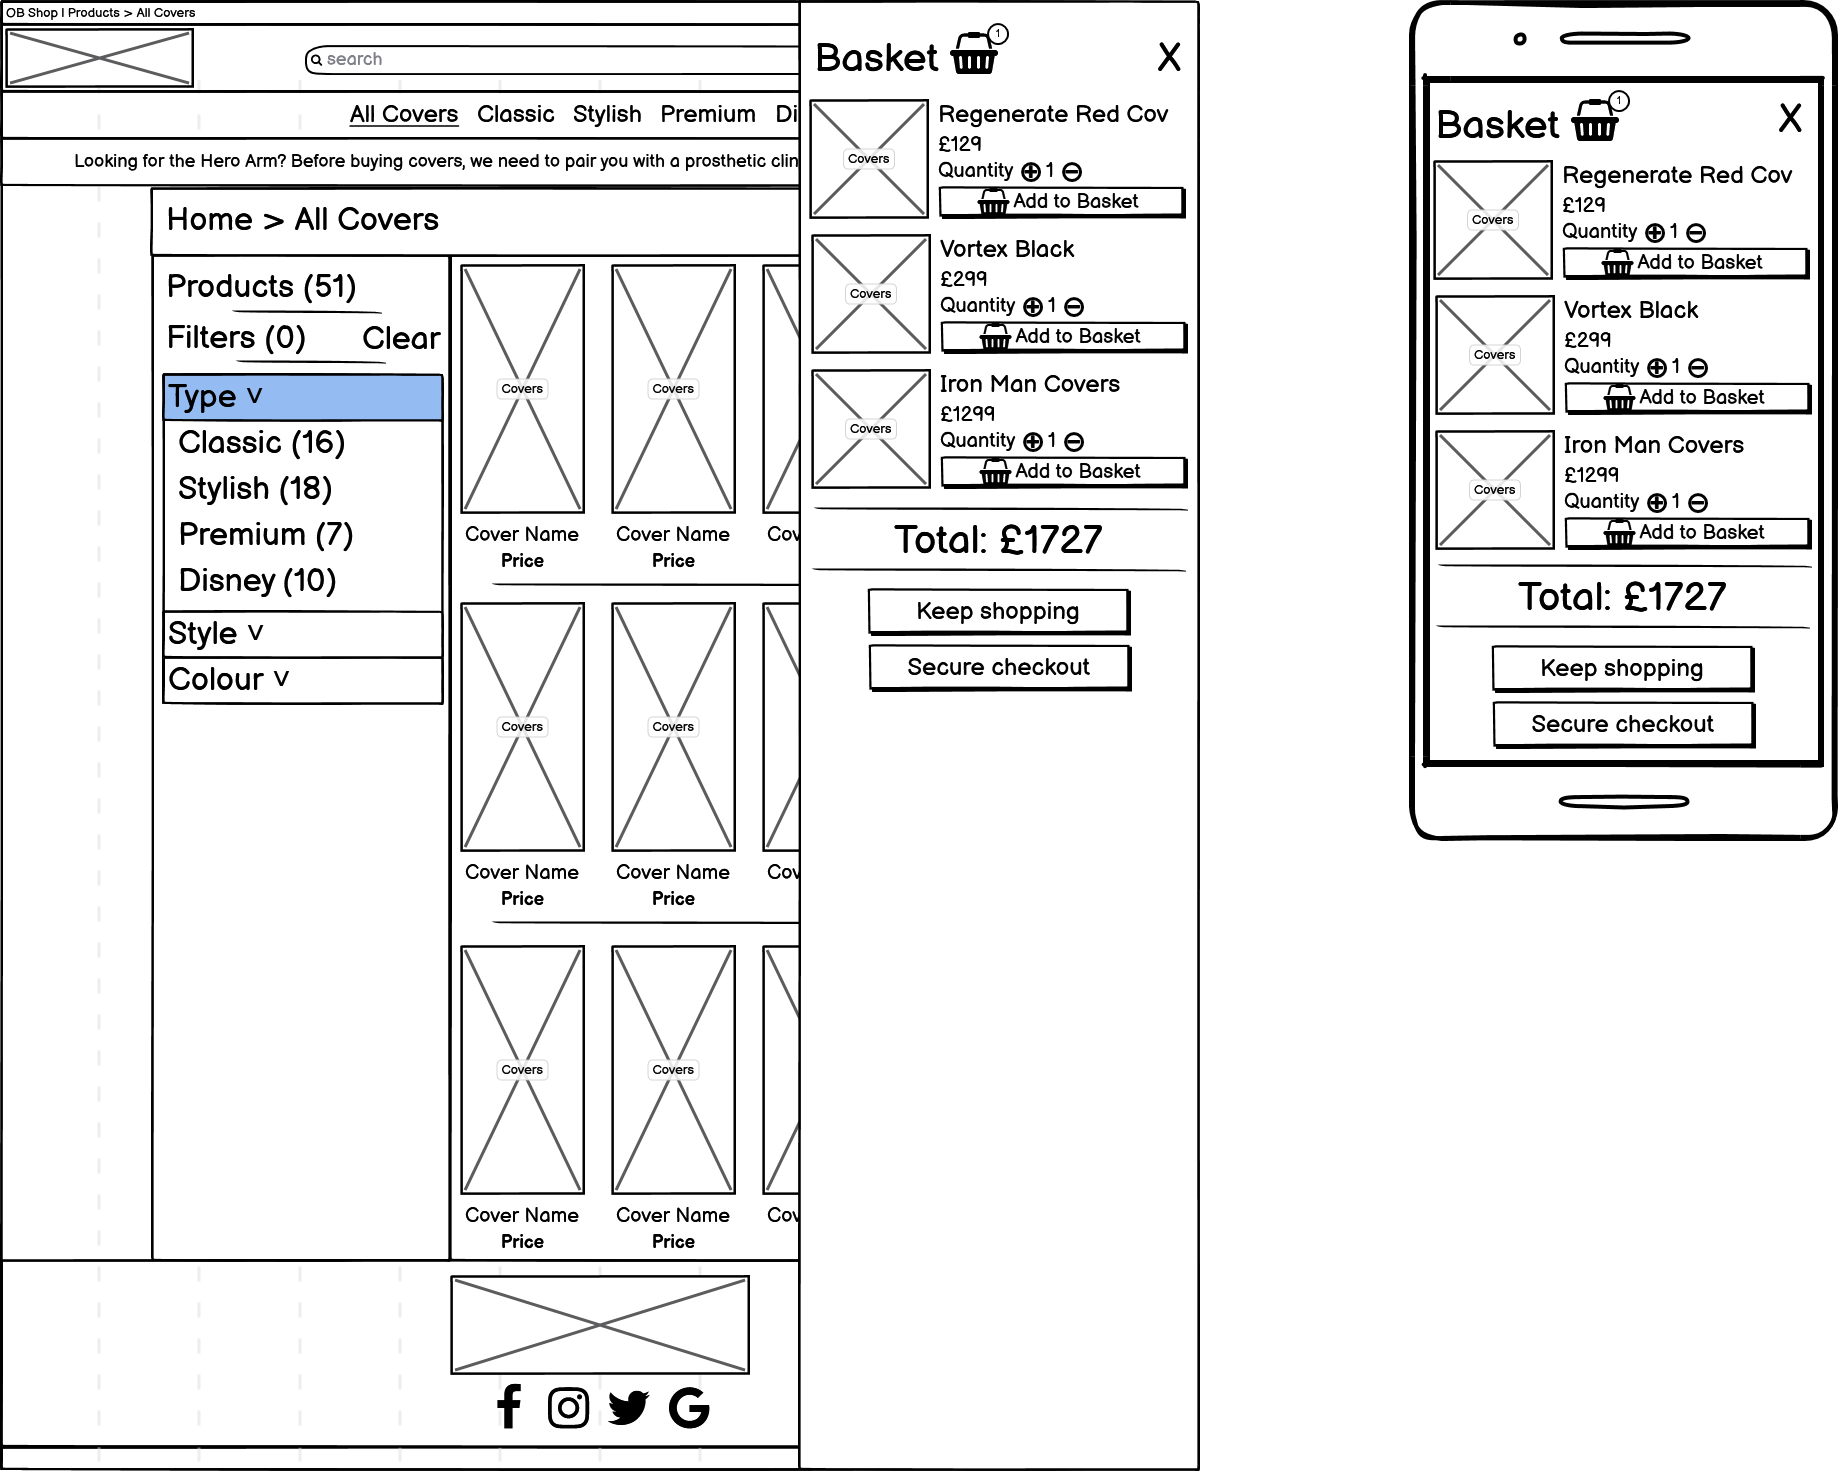 OB Shop | Products > All Covers
search
All Covers Classic Stylish Premium Di
Looking for the Hero Arm? Before buying covers, we need to pair you with a prosthetic clin
Home > All Covers
Products (51)
Filters (0) Clear
Type v
Classic (16)
Stylish (18)
Premium (7)
Disney (10)
Style v
Colour v
Covers Covers
Cover Name Cover Name Cov
Price Price
Covers Covers
Cover Name Cover Name Cov
Price Price
Covers Covers
Cover Name Cover Name Cov
Price Price
Basket 1 X
Covers
Regenerate Red Cov
£129
Quantity 1
Add to Basket
Covers
Vortex Black
£299
Quantity 1
Add to Basket
Covers
Iron Man Covers
£1299
Quantity 1
Add to Basket
Total: £1727
Keep shopping
Secure checkout
Basket 1 X
Covers
Regenerate Red Cov
£129
Quantity 1
Add to Basket
Covers
Vortex Black
£299
Quantity 1
Add to Basket
Covers
Iron Man Covers
£1299
Quantity 1
Add to Basket
Total: £1727
Keep shopping
Secure checkout